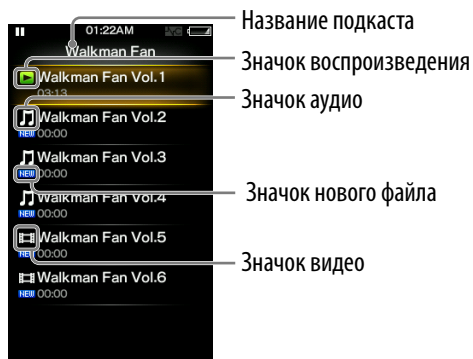 01:22AM
Walkman Fan
Walkman Fan Vol.1
03:13
Walkman Fan Vol.2
NEW 00:00
Walkman Fan Vol.3
NEW 00:00
Walkman Fan Vol.4
NEW 00:00
Walkman Fan Vol.5
NEW 00:00
Walkman Fan Vol.6
NEW 00:00
Название подкаста
Значок воспроизведения
Значок аудио
Значок нового файла
Значок видео